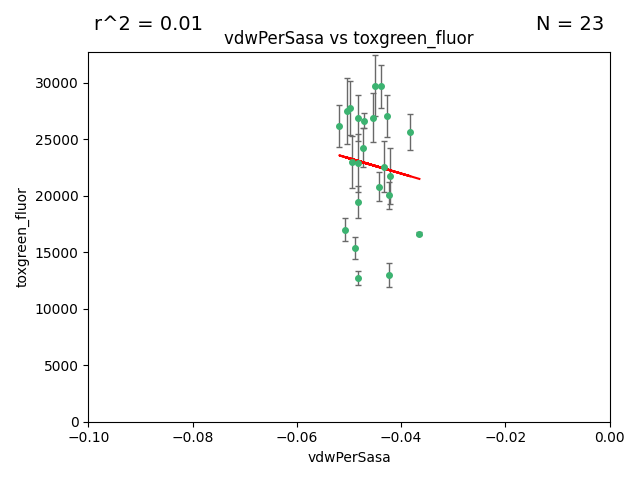 r^2 = 0.01
N = 23
vdwPerSasa vs toxgreen_fluor
30000
25000
20000
15000
10000
5000
0
toxgreen_fluor
−0.10
−0.08
−0.06
−0.04
−0.02
0.00
vdwPerSasa